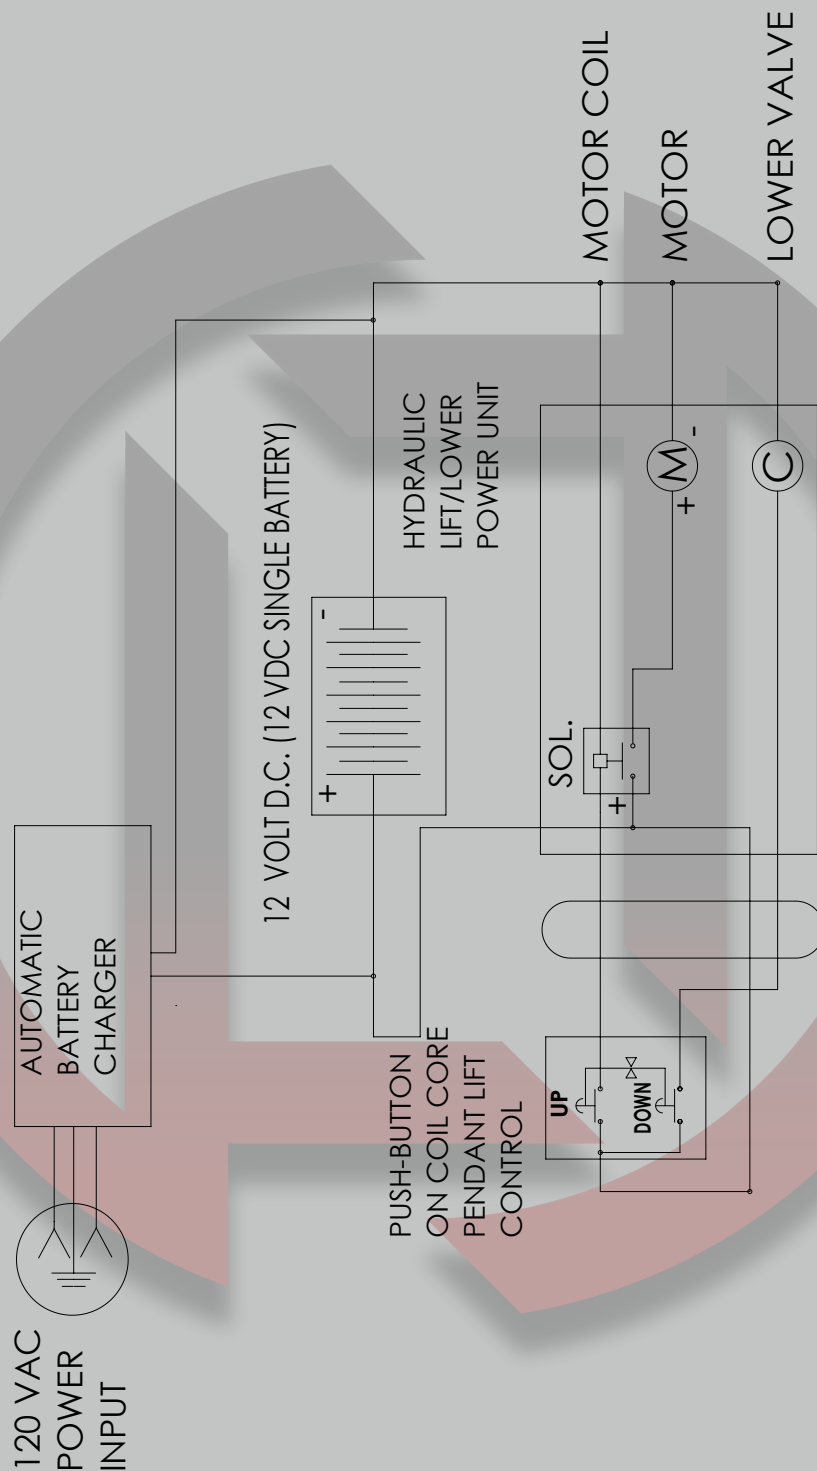 120 VAC
POWER
INPUT
AUTOMATIC
BATTERY
CHARGER
12 VOLT D.C. (12 VDC SINGLE BATTERY)
+
-
PUSH-BUTTON
ON COIL CORE
PENDANT LIFT
CONTROL
HYDRAULIC
LIFT/LOWER
POWER UNIT
UP
DOWN
SOL.
+
MOTOR COIL
+
M
-
MOTOR
C
LOWER VALVE